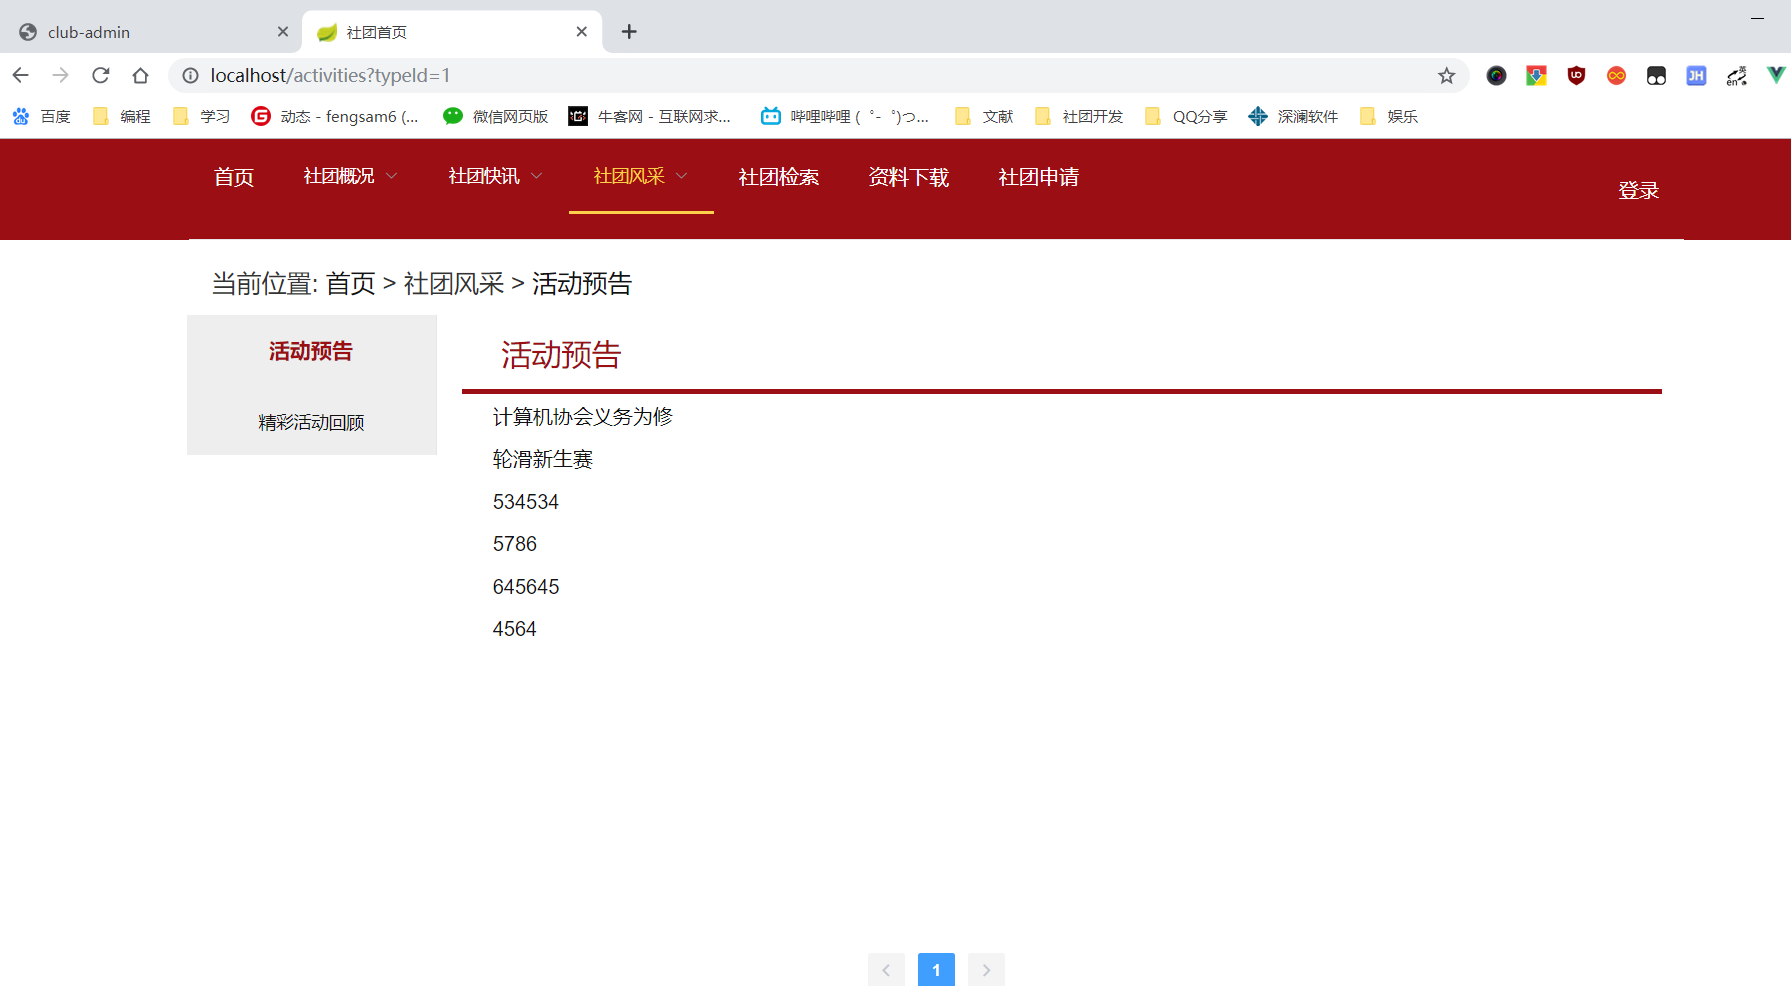 club-admin
社团首页
localhost/activities?typeId=1
百度
编程
学习
动态 - fengsam6 (...
微信网页版
牛客网 - 互联网求...
哔哩哔哩 ( ゜- ゜)つ...
文献
社团开发
QQ分享
深澜软件
娱乐
首页
社团概况
社团快讯
社团风采
社团检索
资料下载
社团申请
登录
当前位置: 首页 > 社团风采 > 活动预告
活动预告
精彩活动回顾
活动预告
计算机协会义务为修
轮滑新生赛
534534
5786
645645
4564
1